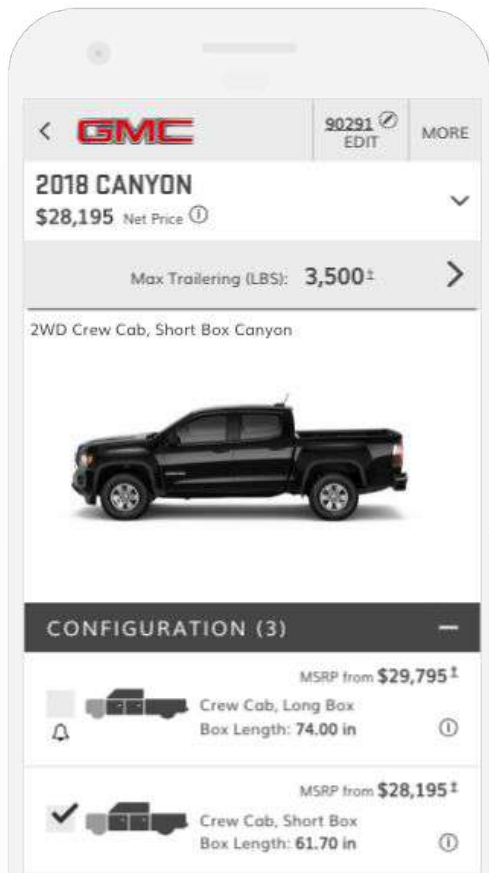 GMC
90291
EDIT
MORE
2018 CANYON
$28,195 Net Price
Max Trailering (LBS): 3,500‡
2WD Crew Cab, Short Box Canyon
CONFIGURATION (3)
MSRP from $29,795‡
Crew Cab, Long Box
Box Length: 74.00 in
MSRP from $28,195‡
Crew Cab, Short Box
Box Length: 61.70 in